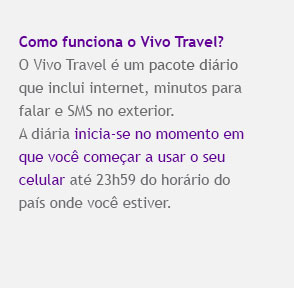 Como funciona o Vivo Travel?
O Vivo Travel é um pacote diário
que inclui internet, minutos para
falar e SMS no exterior.
A diária inicia-se no momento em
que você começar a usar o seu
celular até 23h59 do horário do
país onde você estiver.